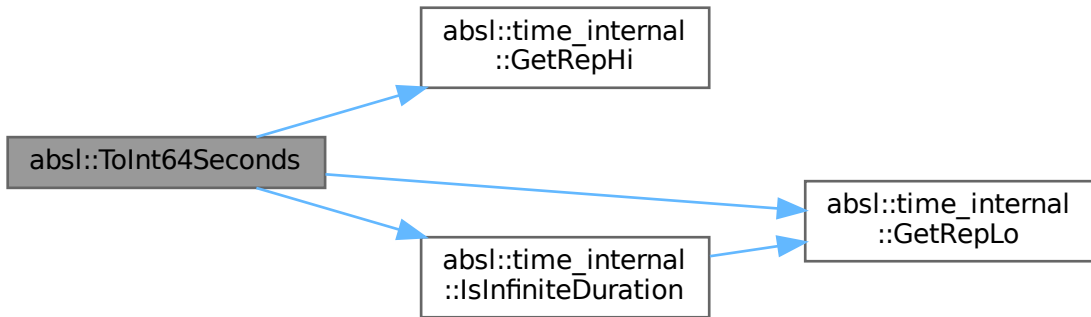 absl::time_internal
::GetRepHi
absl::ToInt64Seconds
absl::time_internal
::GetRepLo
absl::time_internal
::IsInfiniteDuration